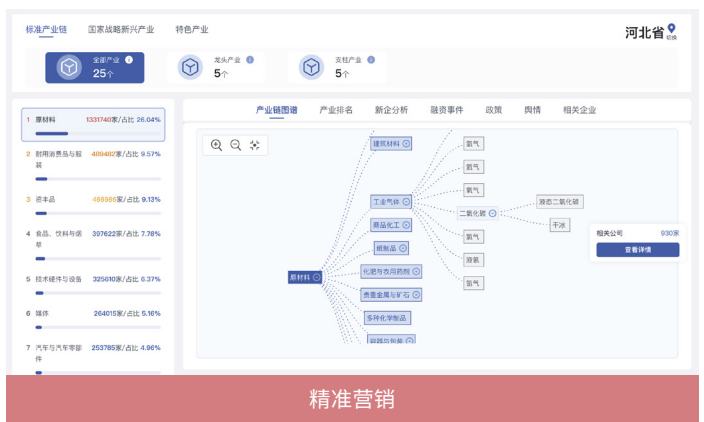 标准产业链 国家战略新兴产业 特色产业
河北省
切换
全部产业
25个
龙头产业
5个
支柱产业
5个
1 原材料 1331740家/占比 26.04%
2 耐用消费品与服装 489482家/占比 9.57%
3 资本品 466986家/占比 9.13%
4 食品、饮料与烟草 397622家/占比 7.78%
5 技术硬件与设备 325610家/占比 6.37%
6 媒体 264015家/占比 5.16%
7 汽车与汽车零部件 253785家/占比 4.96%
产业链图谱 产业排名 新企分析 融资事件 政策 舆情 相关企业
原材料
建筑材料
工业气体
商品化工
纸制品
化肥与农用药剂
贵重金属与矿石
多种化学制品
容器与包装
氩气
氧气
二氧化碳
液氨
液态二氧化碳
干冰
相关公司 930家
查看详情
精准营销